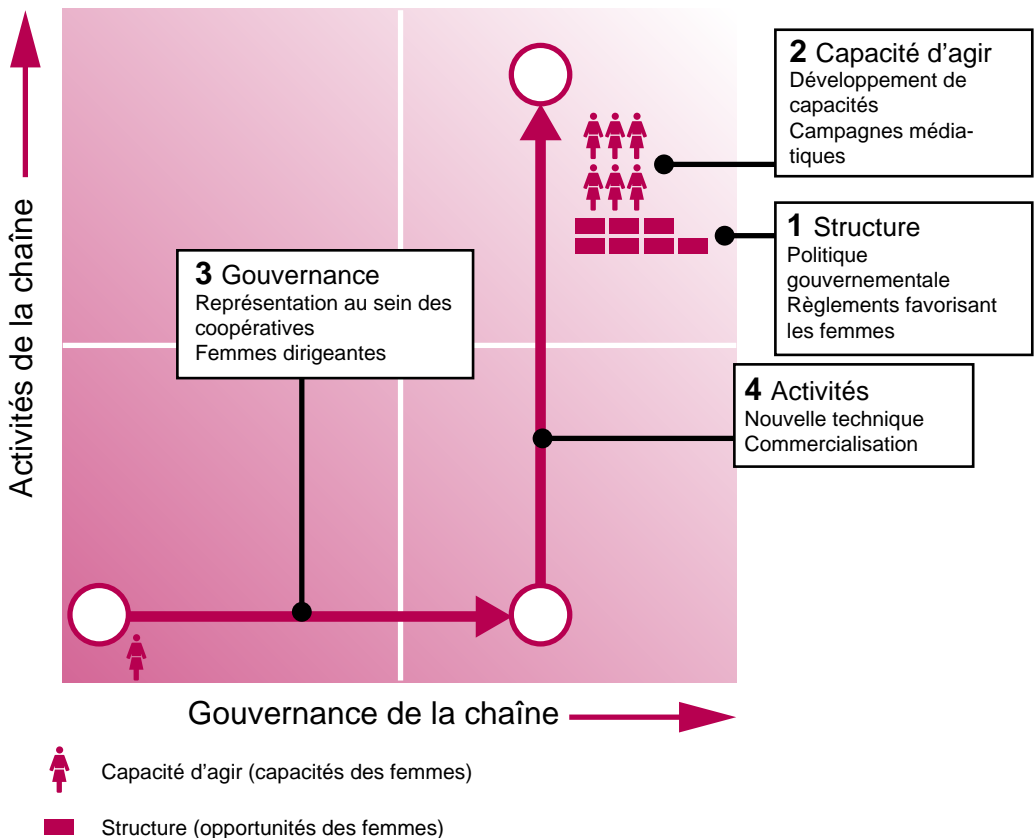 Activités de la chaîne
2 Capacité d'agir
Développement de
capacités
Campagnes média-
tiques
1 Structure
Politique
gouvernementale
Règlements favorisant
les femmes
3 Gouvernance
Représentation au sein des
coopératives
Femmes dirigeantes
4 Activités
Nouvelle technique
Commercialisation
Gouvernance de la chaîne
Capacité d'agir (capacités des femmes)
Structure (opportunités des femmes)